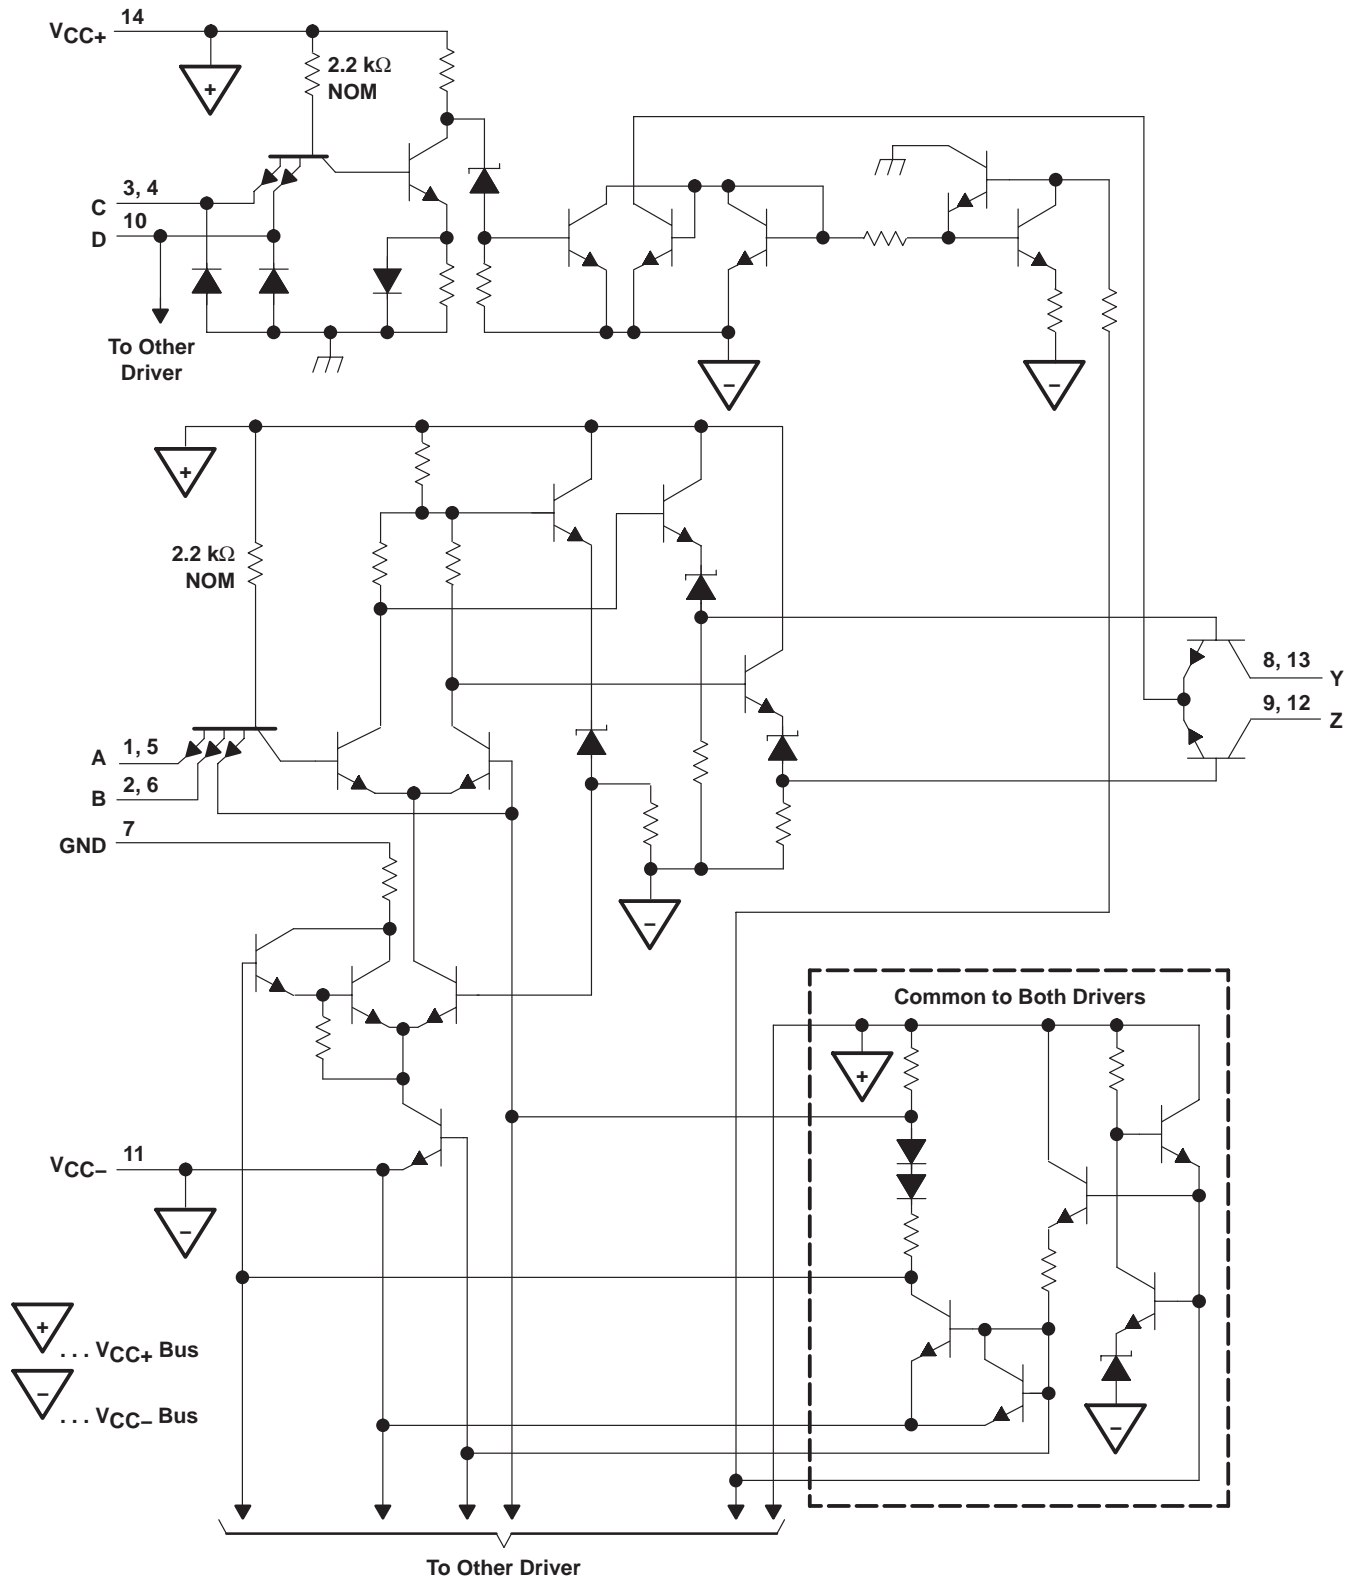 14
VCC+
2.2 kΩ
NOM
+
3, 4
C
10
D
To Other
Driver
−
−
+
2.2 kΩ
NOM
8, 13
Y
9, 12
Z
1, 5
A
2, 6
B
7
GND
−
Common to Both Drivers
+
11
VCC−
−
+
. . . VCC+ Bus
−
. . . VCC− Bus
−
To Other Driver